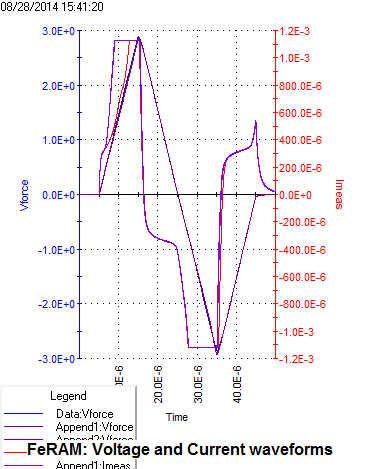 08/28/2014 15:41:20
3.0E+0
2.0E+0
1.0E+0
0.0E+0
-1.0E+0
-2.0E+0
-3.0E+0
Vforce
1.2E-3
1.0E-3
800.0E-6
600.0E-6
400.0E-6
200.0E-6
0.0E+0
-200.0E-6
-400.0E-6
-600.0E-6
-800.0E-6
-1.0E-3
-1.2E-3
Imeas
20.0E-6
40.0E-6
Time
Legend
Data:Vforce
Append1:Vforce
FeRAM: Voltage and Current waveforms
Append1:Imeas